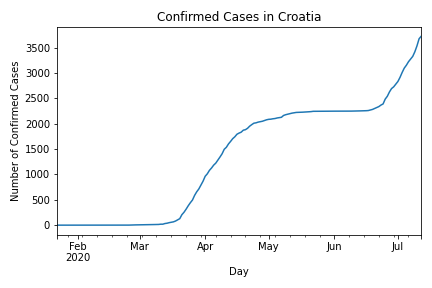 Confirmed Cases in Croatia
Number of Confirmed Cases
3500
3000
2500
2000
1500
1000
500
0
Feb Mar Apr May Jun Jul
2020
Day